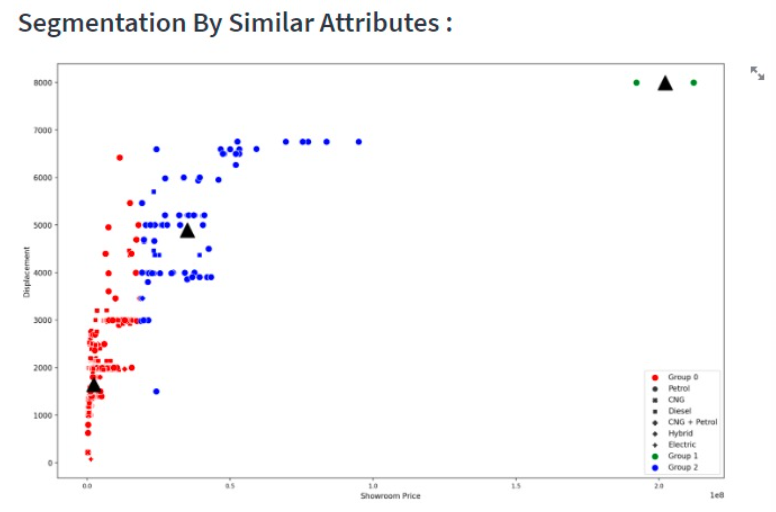 Segmentation By Similar Attributes :
8000
7000
6000
5000
4000
3000
2000
1000
0
Displacement
0.0
0.5
1.0
1.5
2.0
1e8
Showroom Price
Group 0
Petrol
CNG
Diesel
CNG + Petrol
Hybrid
Electric
Group 1
Group 2